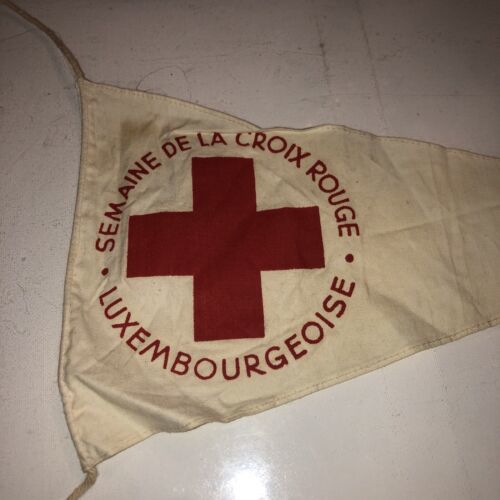 SEMAINE DE LA CROIX ROUGE
LUXEMBOURGEOISE